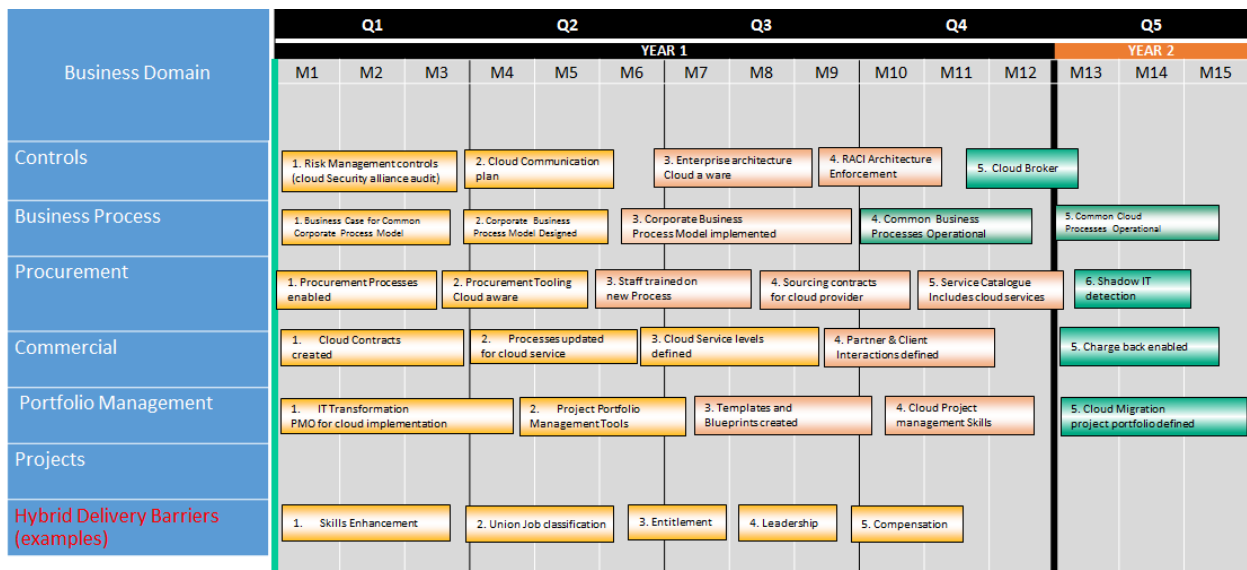 Q1 Q2 Q3 Q4 Q5
YEAR 1 YEAR 2
Business Domain
M1 M2 M3 M4 M5 M6 M7 M8 M9 M10 M11 M12 M13 M14 M15
Controls
1. Risk Management controls
(cloud Security alliance audit)
2. Cloud Communication
plan
3. Enterprise architecture
Cloud a ware
4. RACI Architecture
Enforcement
5. Cloud Broker
Business Process
1. Business Case for Common
Corporate Process Model
2. Corporate Business
Process Model Designed
3. Corporate Business
Process Model implemented
4. Common Business
Processes Operational
5. Common Cloud
Processes Operational
Procurement
1. Procurement Processes
enabled
2. Procurement Tooling
Cloud aware
3. Staff trained on
new Process
4. Sourcing contracts
for cloud provider
5. Service Catalogue
Includes cloud services
6. Shadow IT
detection
Commercial
1. Cloud Contracts
created
2. Processes updated
for cloud service
3. Cloud Service levels
defined
4. Partner & Client
Interactions defined
5. Charge back enabled
Portfolio Management
1. IT Transformation
PMO for cloud implementation
2. Project Portfolio
Management Tools
3. Templates and
Blueprints created
4. Cloud Project
management Skills
5. Cloud Migration
project portfolio defined
Projects
Hybrid Delivery Barriers
(examples)
1. Skills Enhancement
2. Union Job classification
3. Entitlement
4. Leadership
5. Compensation